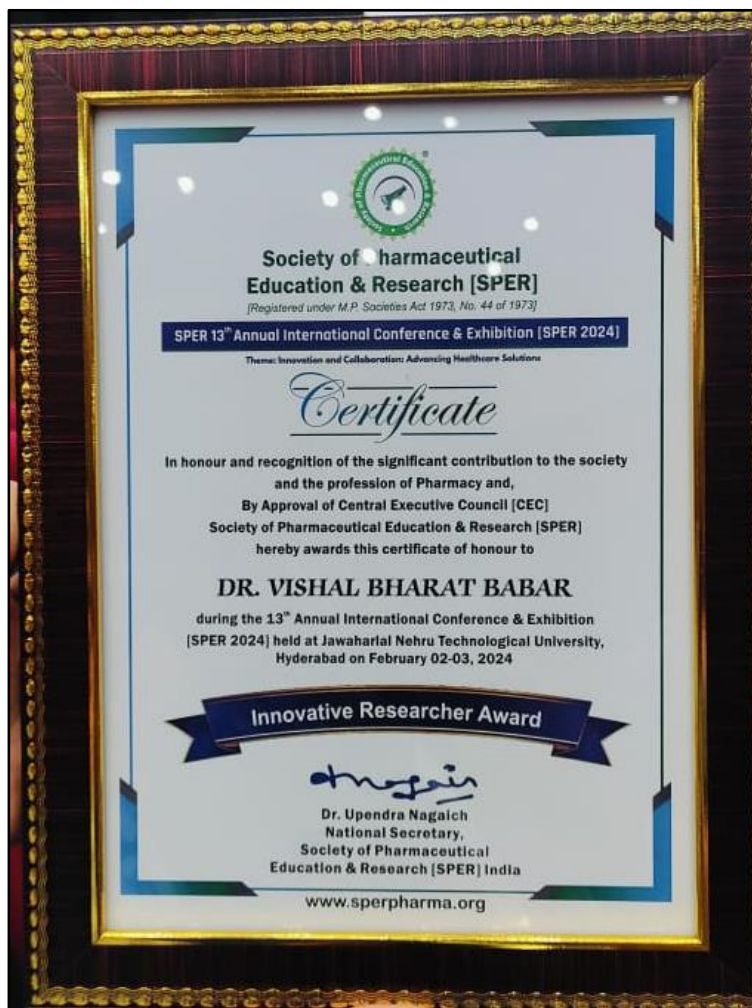 Society of Pharmaceutical Education & Research
®
Society of harmaceutical
Education & Research [SPER]
[Registered under M.P. Societies Act 1973, No. 44 of 1973]
SPER 13th Annual International Conference & Exhibition [SPER 2024]
Theme: Innovation and Collaboration: Advancing Healthcare Solutions
Certificate
In honour and recognition of the significant contribution to the society
and the profession of Pharmacy and,
By Approval of Central Executive Council [CEC]
Society of Pharmaceutical Education & Research [SPER]
hereby awards this certificate of honour to
DR. VISHAL BHARAT BABAR
during the 13th Annual International Conference & Exhibition
[SPER 2024] held at Jawaharlal Nehru Technological University,
Hyderabad on February 02-03, 2024
Innovative Researcher Award
Dr. Upendra Nagaich
National Secretary,
Society of Pharmaceutical
Education & Research [SPER] India
www.sperpharma.org